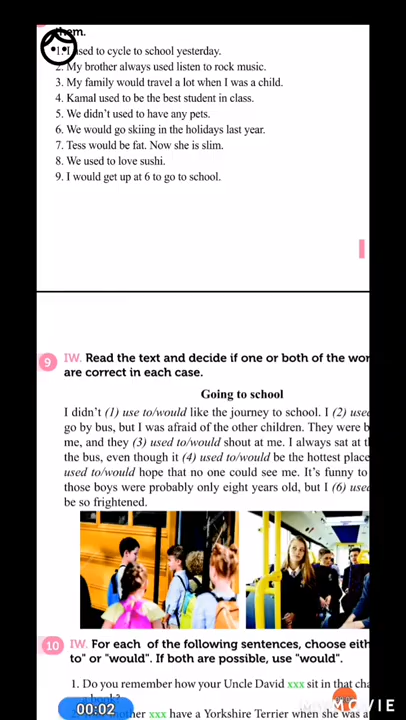 them.
1. I used to cycle to school yesterday.
2. My brother always used listen to rock music.
3. My family would travel a lot when I was a child.
4. Kamal used to be the best student in class.
5. We didn't used to have any pets.
6. We would go skiing in the holidays last year.
7. Tess would be fat. Now she is slim.
8. We used to love sushi.
9. I would get up at 6 to go to school.
9 IW. Read the text and decide if one or both of the wor
are correct in each case.
Going to school
I didn't (1) use to/would like the journey to school. I (2) used
go by bus, but I was afraid of the other children. They were b
me, and they (3) used to/would shout at me. I always sat at t
the bus, even though it (4) used to/would be the hottest place
used to/would hope that no one could see me. It's funny to
those boys were probably only eight years old, but I (6) used
be so frightened.
10 IW. For each of the following sentences, choose eith
to" or "would". If both are possible, use "would".
1. Do you remember how your Uncle David xxx sit in that cha
a book?
mother xxx have a Yorkshire Terrier when she was a
00:02
MOVIE